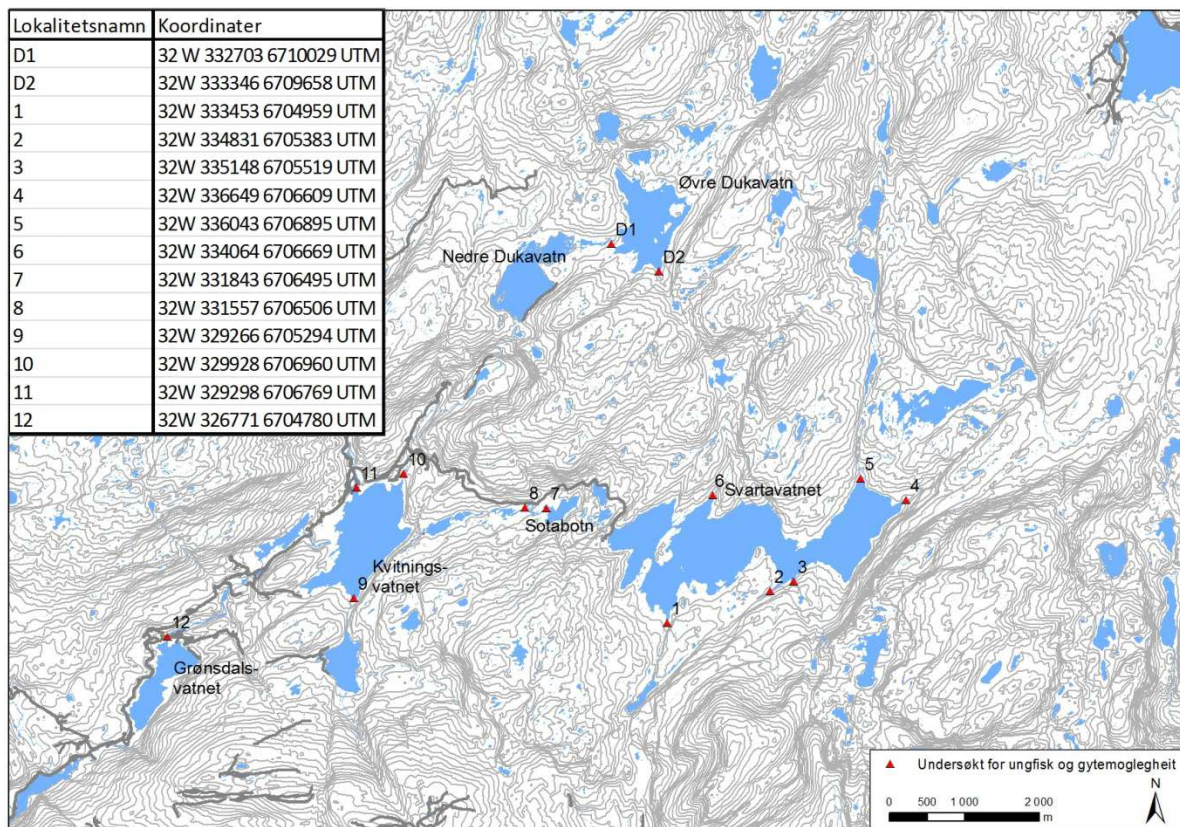 Lokalitetsnamn Koordinater
D1 32 W 332703 6710029 UTM
D2 32W 333346 6709658 UTM
1 32W 333453 6704959 UTM
2 32W 334831 6705383 UTM
3 32W 335148 6705519 UTM
4 32W 336649 6706609 UTM
5 32W 336043 6706895 UTM
6 32W 334064 6706669 UTM
7 32W 331843 6706495 UTM
8 32W 331557 6706506 UTM
9 32W 329266 6705294 UTM
10 32W 329928 6706960 UTM
11 32W 329298 6706769 UTM
12 32W 326771 6704780 UTM
Øvre Dukavatn
D1
Nedre Dukavatn
D2
11
10
8
7
Sotabotn
6
Svartavatnet
5
4
Kvitnings-
vatnet
9
2
3
1
12
Grønsdals-
vatnet
Undersøkt for ungfisk og gytemoglegheit
N
0 500 1 000 2 000
m